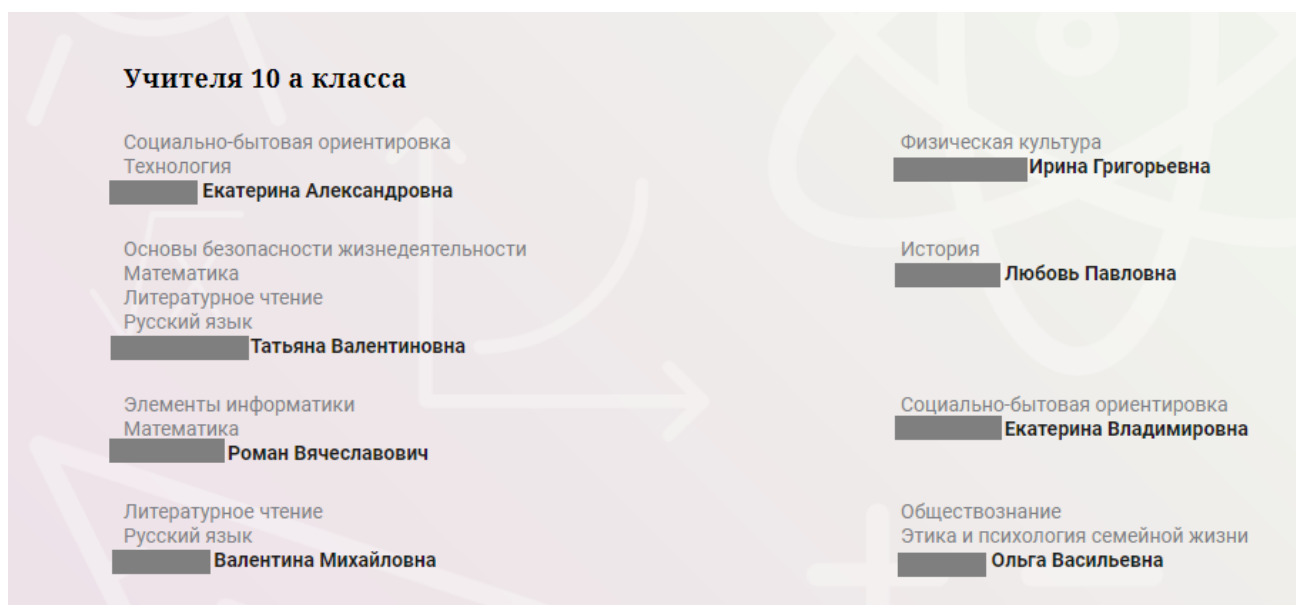 Учителя 10 а класса
Социально-бытовая ориентировка
Технология
Екатерина Александровна
Основы безопасности жизнедеятельности
Математика
Литературное чтение
Русский язык
Татьяна Валентиновна
Элементы информатики
Математика
Роман Вячеславович
Литературное чтение
Русский язык
Валентина Михайловна
Физическая культура
Ирина Григорьевна
История
Любовь Павловна
Социально-бытовая ориентировка
Екатерина Владимировна
Обществознание
Этика и психология семейной жизни
Ольга Васильевна